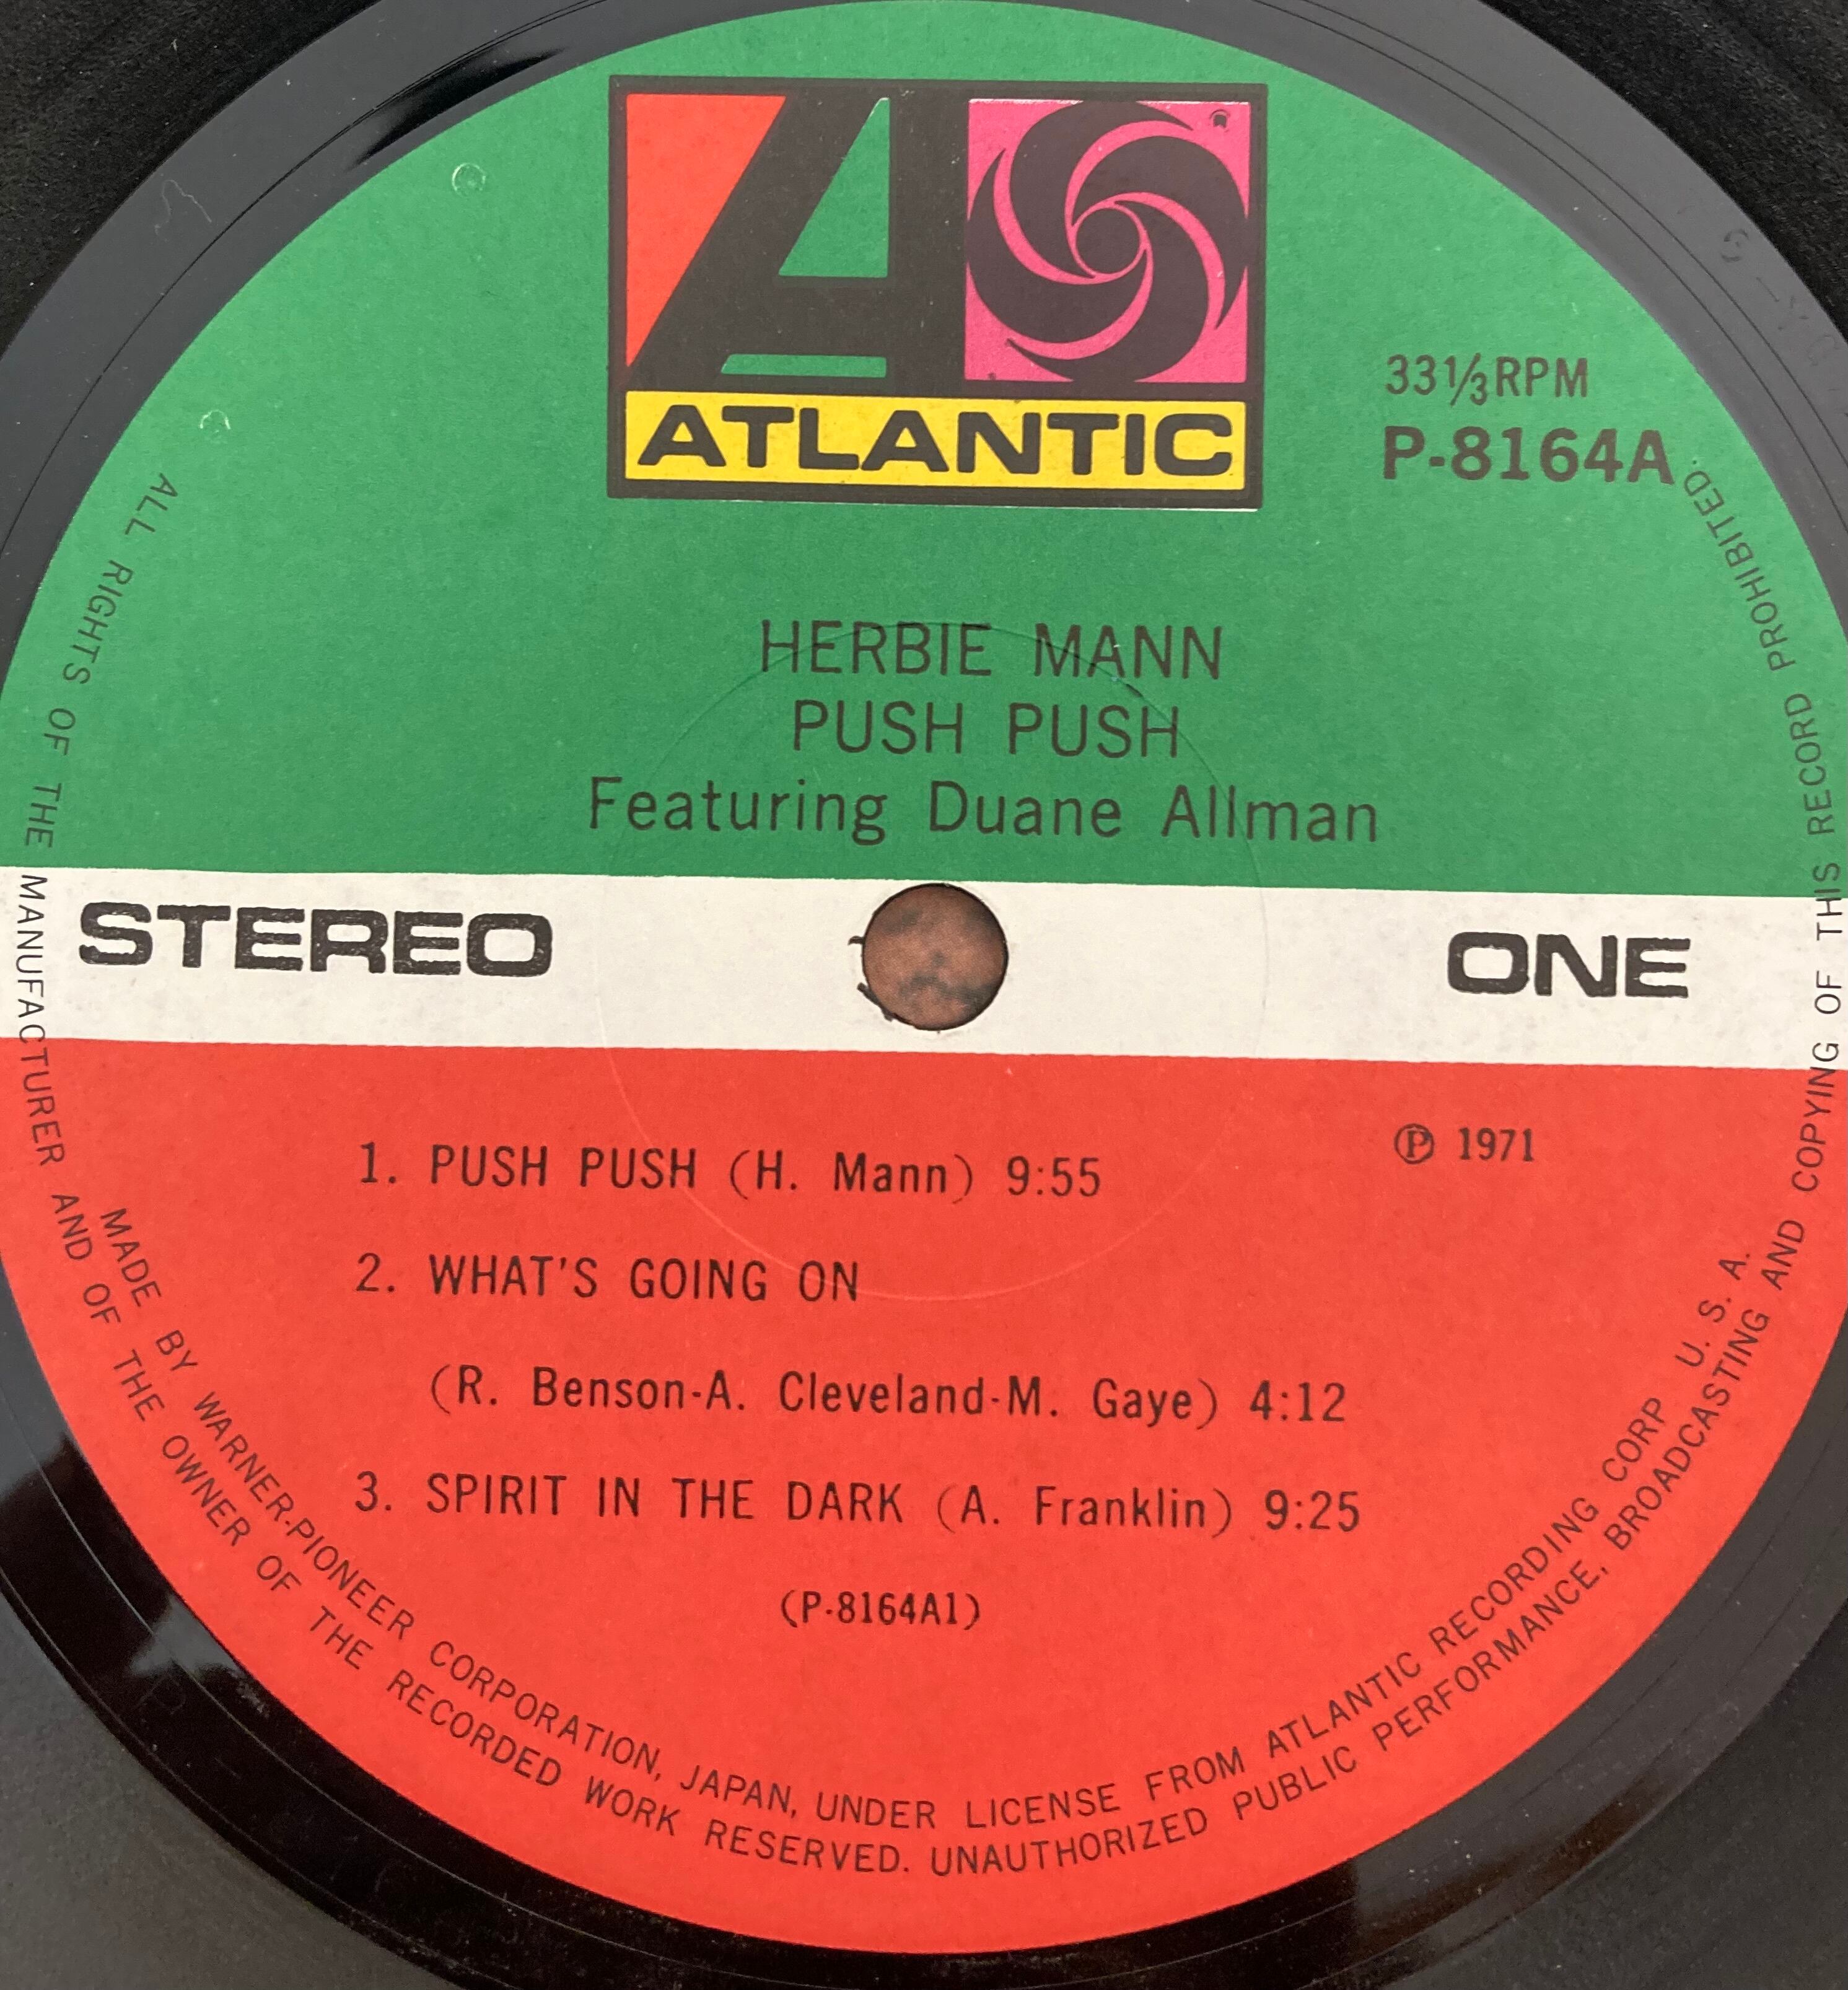 ATLANTIC
33⅓RPM
P-8164A
HERBIE MANN
PUSH PUSH
Featuring Duane Allman
STEREO
ONE
℗ 1971
1. PUSH PUSH (H. Mann) 9:55
2. WHAT'S GOING ON
(R. Benson-A. Cleveland-M. Gaye) 4:12
3. SPIRIT IN THE DARK (A. Franklin) 9:25
(P-8164A1)
MADE BY WARNER-PIONEER CORPORATION, JAPAN, UNDER LICENSE FROM ATLANTIC RECORDING CORP U. S. A.
ALL RIGHTS OF THE MANUFACTURER AND OF THE OWNER OF THE RECORDED WORK RESERVED. UNAUTHORIZED PUBLIC PERFORMANCE, BROADCASTING AND COPYING OF THIS RECORD PROHIBITED.